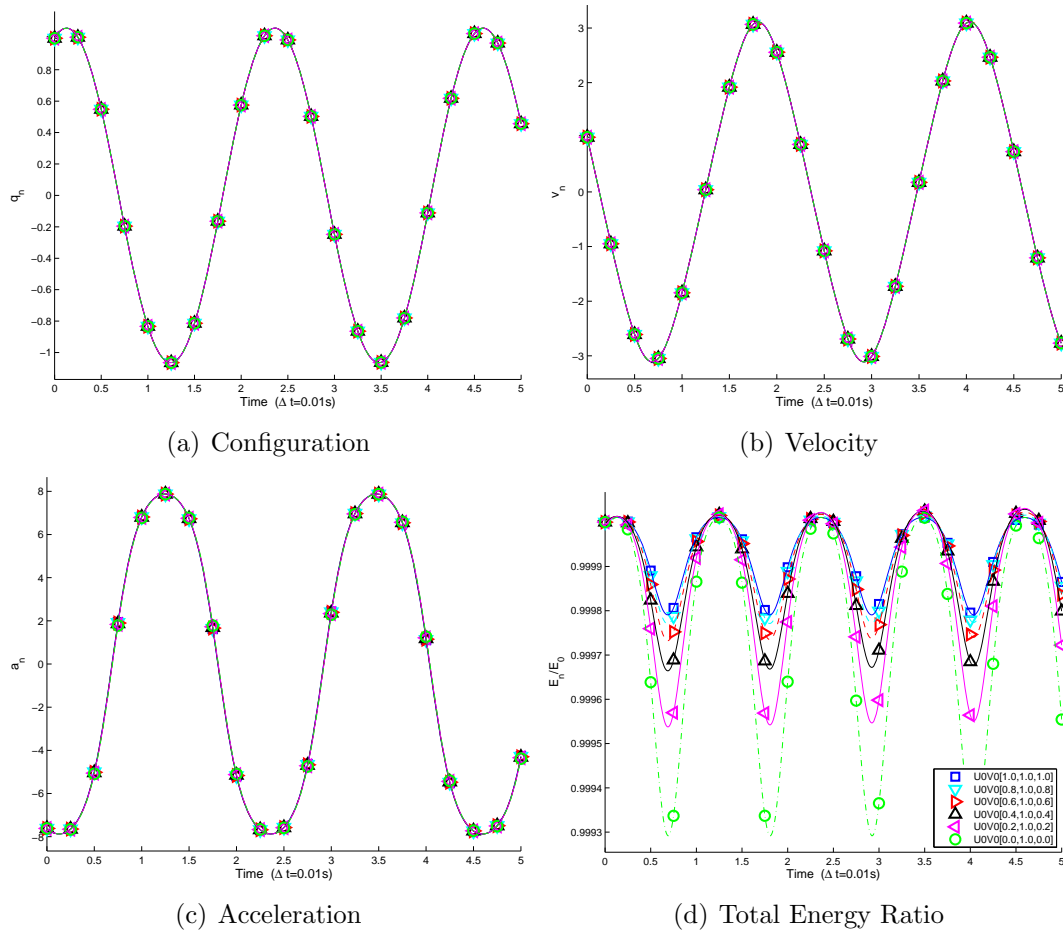 0.8
0.6
0.4
0.2
0
−0.2
−0.4
−0.6
−0.8
−1
q_n
0 0.5 1 1.5 2 2.5 3 3.5 4 4.5 5
Time (Δ t=0.01s)
(a) Configuration
3
2
1
0
−1
−2
−3
v_n
0 0.5 1 1.5 2 2.5 3 3.5 4 4.5 5
Time (Δ t=0.01s)
(b) Velocity
8
6
4
2
0
−2
−4
−6
−8
a_n
0 0.5 1 1.5 2 2.5 3 3.5 4 4.5 5
Time (Δ t=0.01s)
(c) Acceleration
0.9999
0.9998
0.9997
0.9996
0.9995
0.9994
0.9993
E_n/E_0
U0V0[1.0,1.0,1.0]
U0V0[0.8,1.0,0.8]
U0V0[0.6,1.0,0.6]
U0V0[0.4,1.0,0.4]
U0V0[0.2,1.0,0.2]
U0V0[0.0,1.0,0.0]
0 0.5 1 1.5 2 2.5 3 3.5 4 4.5 5
Time (Δ t=0.01s)
(d) Total Energy Ratio